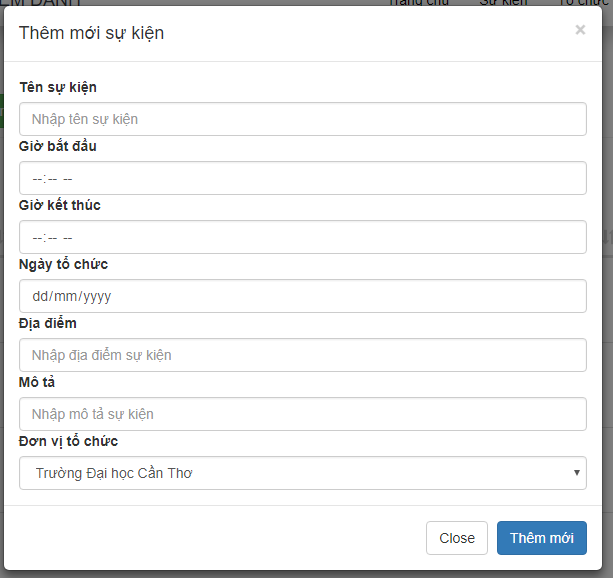 Thêm mới sự kiện
×
Tên sự kiện
Nhập tên sự kiện
Giờ bắt đầu
--:-- --
Giờ kết thúc
--:-- --
Ngày tổ chức
dd/mm/yyyy
Địa điểm
Nhập địa điểm sự kiện
Mô tả
Nhập mô tả sự kiện
Đơn vị tổ chức
Trường Đại học Cần Thơ
Close Thêm mới